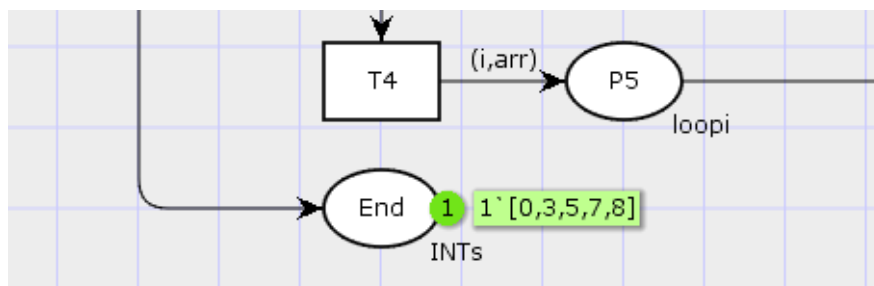 (i,arr)
T4
P5
loopi
End
1
1`[0,3,5,7,8]
INTs